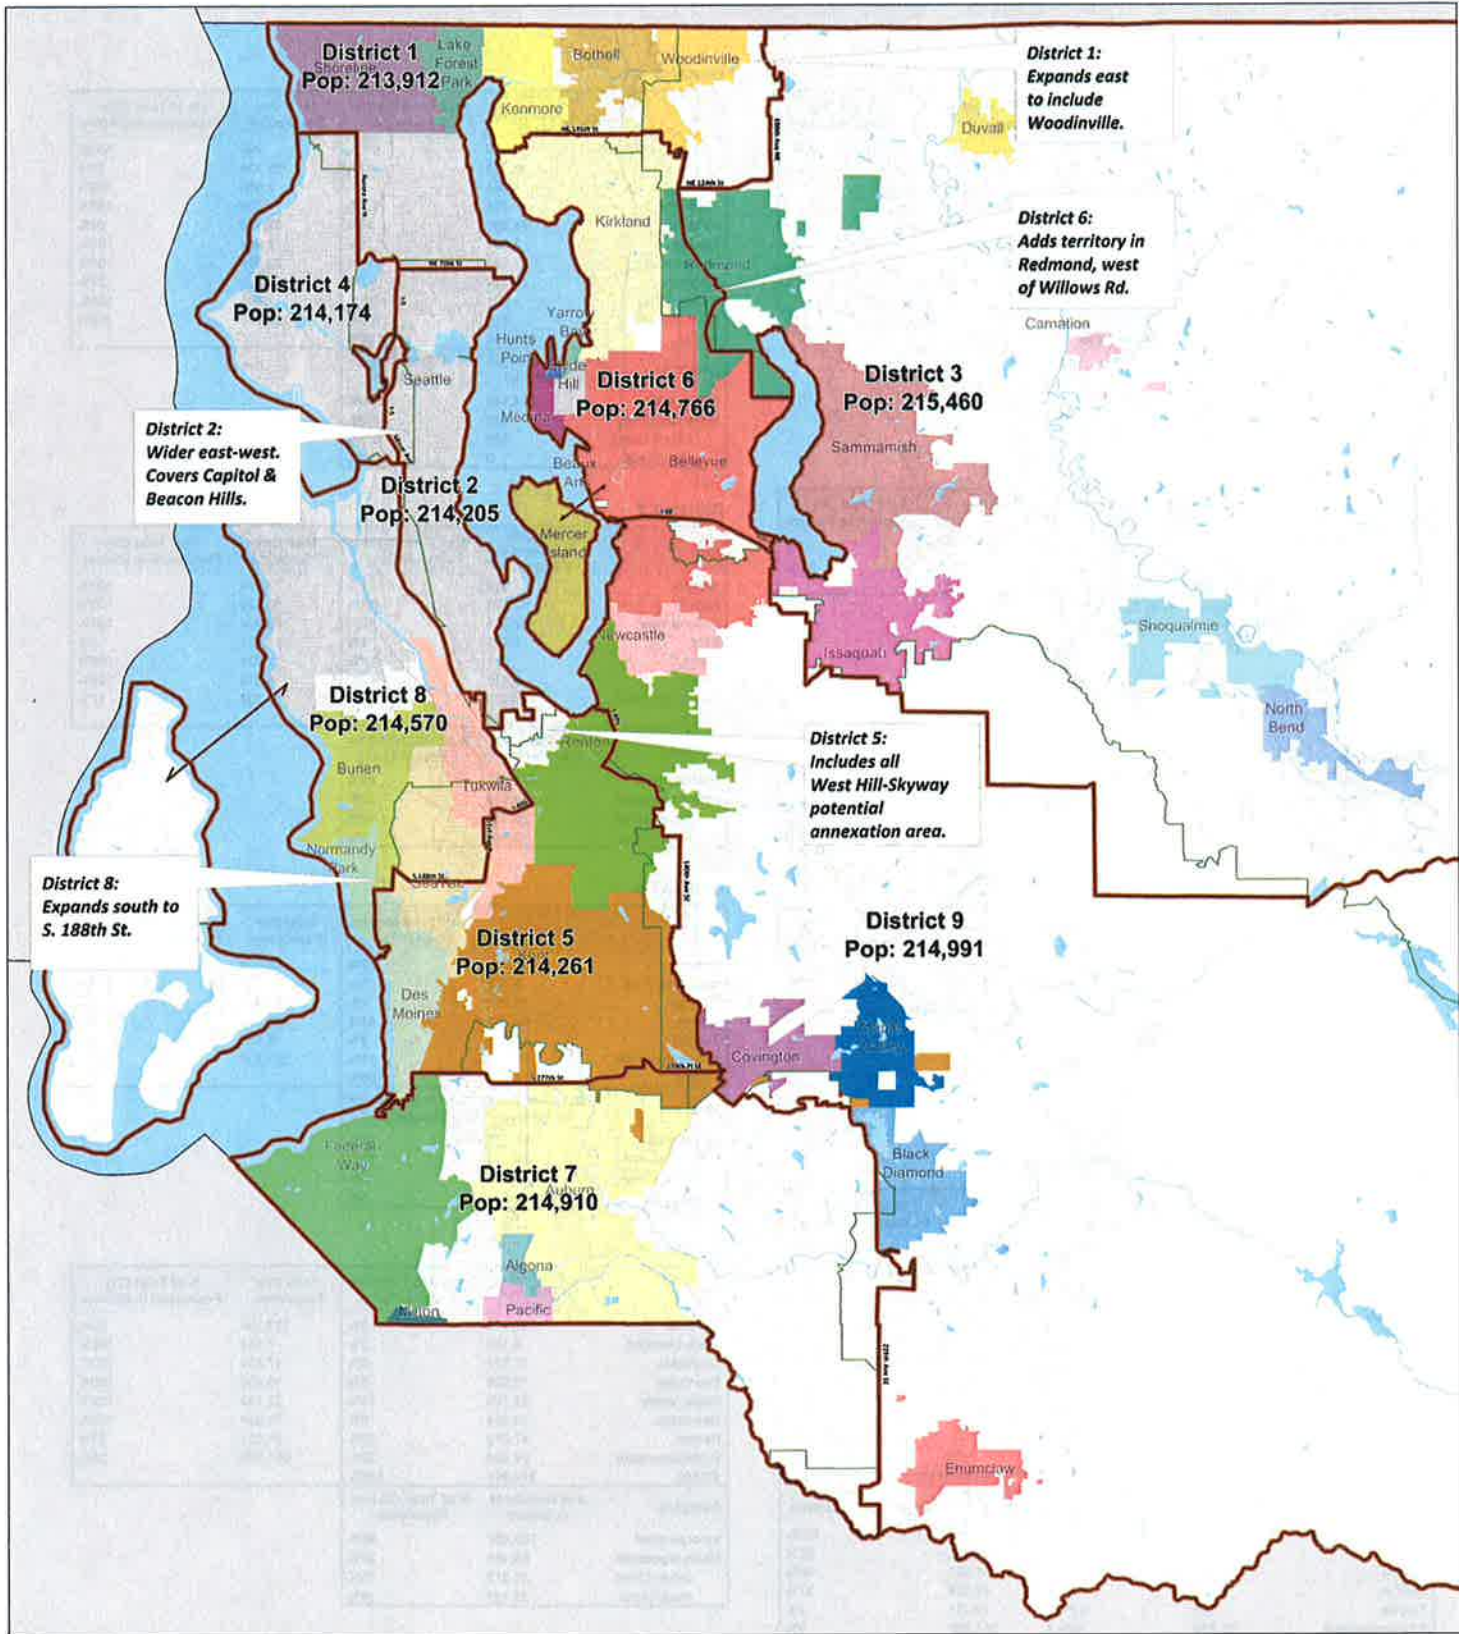 District 1
Pop: 213,912
Shoreline
Lake
Forest
Park
Kenmore
Bothell
Woodinville
Duvall
District 1:
Expands east
to include
Woodinville.
District 6:
Adds territory in
Redmond, west
of Willows Rd.
Kirkland
Redmond
Carnation
District 4
Pop: 214,174
Seattle
Yarrow
Hunts
Point
Hill
Medina
Beaux
District 6
Pop: 214,766
Bellevue
District 3
Pop: 215,460
Sammamish
District 2:
Wider east-west.
Covers Capitol &
Beacon Hills.
District 2
Pop: 214,205
Mercer
Island
Newcastle
Issaquah
Snoqualmie
North
Bend
District 8
Pop: 214,570
Burien
Tukwila
Renton
District 5:
Includes all
West Hill-Skyway
potential
annexation area.
Normandy
Park
SeaTac
S. 188th St
District 8:
Expands south to
S. 188th St.
District 5
Pop: 214,261
Des
Moines
District 9
Pop: 214,991
Covington
Black
Diamond
Federal
Way
District 7
Pop: 214,910
Auburn
Algona
Pacific
Milton
Enumclaw